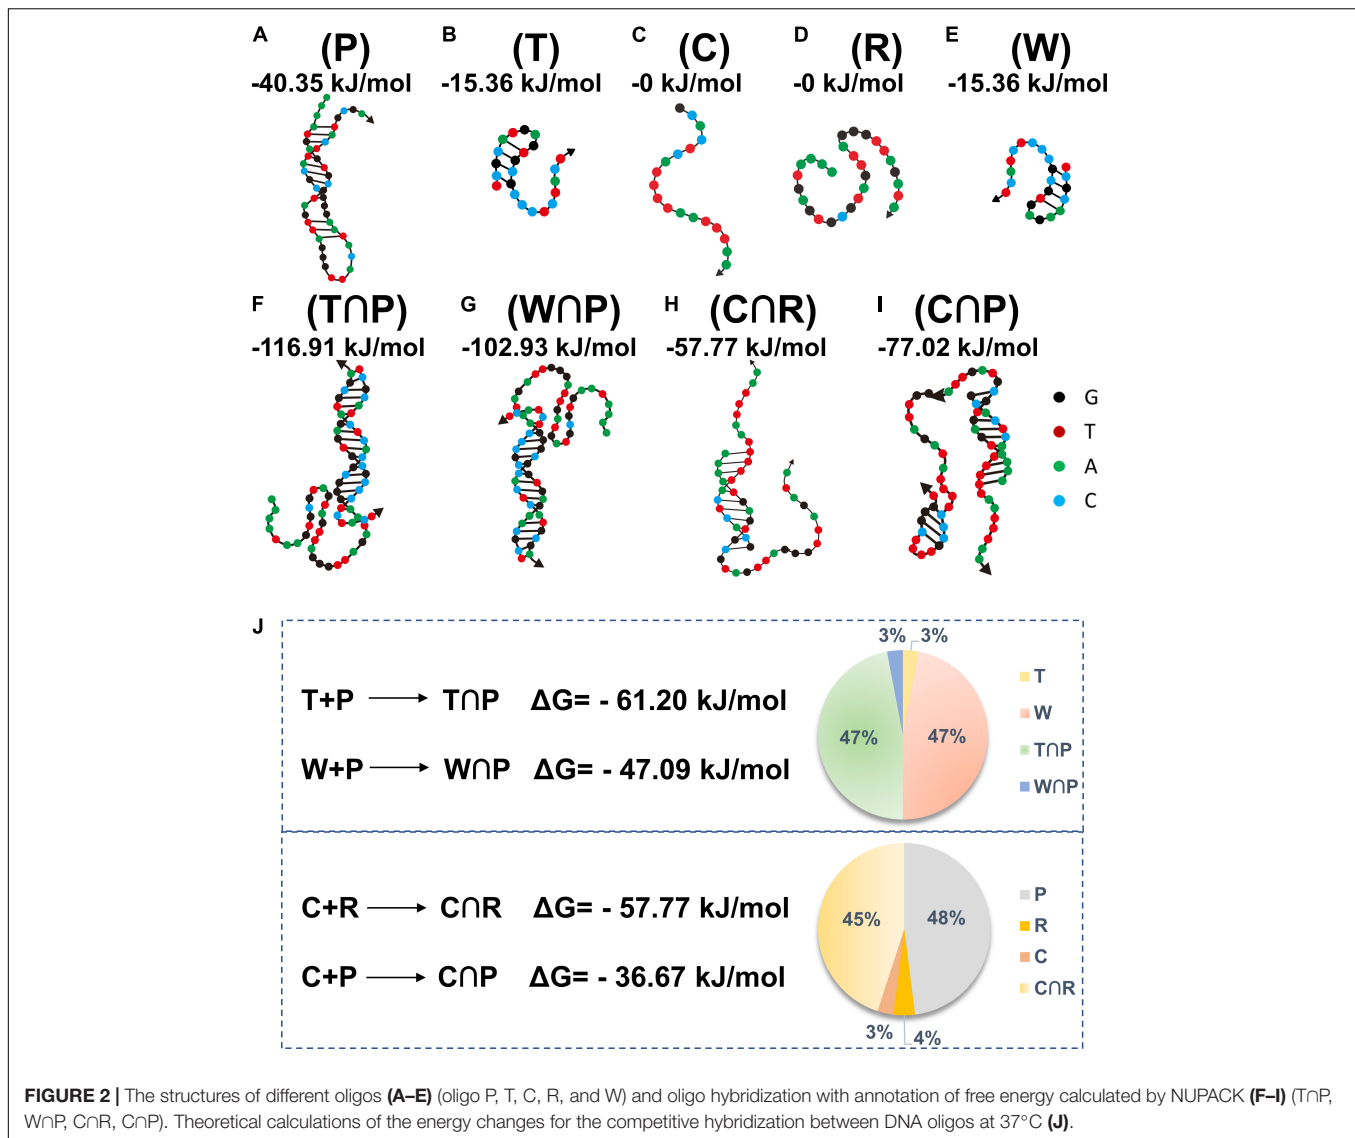 A (P) B (T) C (C) D (R) E (W)
-40.35 kJ/mol -15.36 kJ/mol -0 kJ/mol -0 kJ/mol -15.36 kJ/mol
F (T∩P) G (W∩P) H (C∩R) I (C∩P)
-116.91 kJ/mol -102.93 kJ/mol -57.77 kJ/mol -77.02 kJ/mol
G
T
A
C
J
3% 3%
T+P T∩P ΔG= - 61.20 kJ/mol
W+P W∩P ΔG= - 47.09 kJ/mol
47% 47%
T
W
T∩P
W∩P
C+R C∩R ΔG= - 57.77 kJ/mol
C+P C∩P ΔG= - 36.67 kJ/mol
45% 48%
3% 4%
P
R
C
C∩R
FIGURE 2 | The structures of different oligos (A–E) (oligo P, T, C, R, and W) and oligo hybridization with annotation of free energy calculated by NUPACK (F–I) (T∩P,
W∩P, C∩R, C∩P). Theoretical calculations of the energy changes for the competitive hybridization between DNA oligos at 37°C (J).